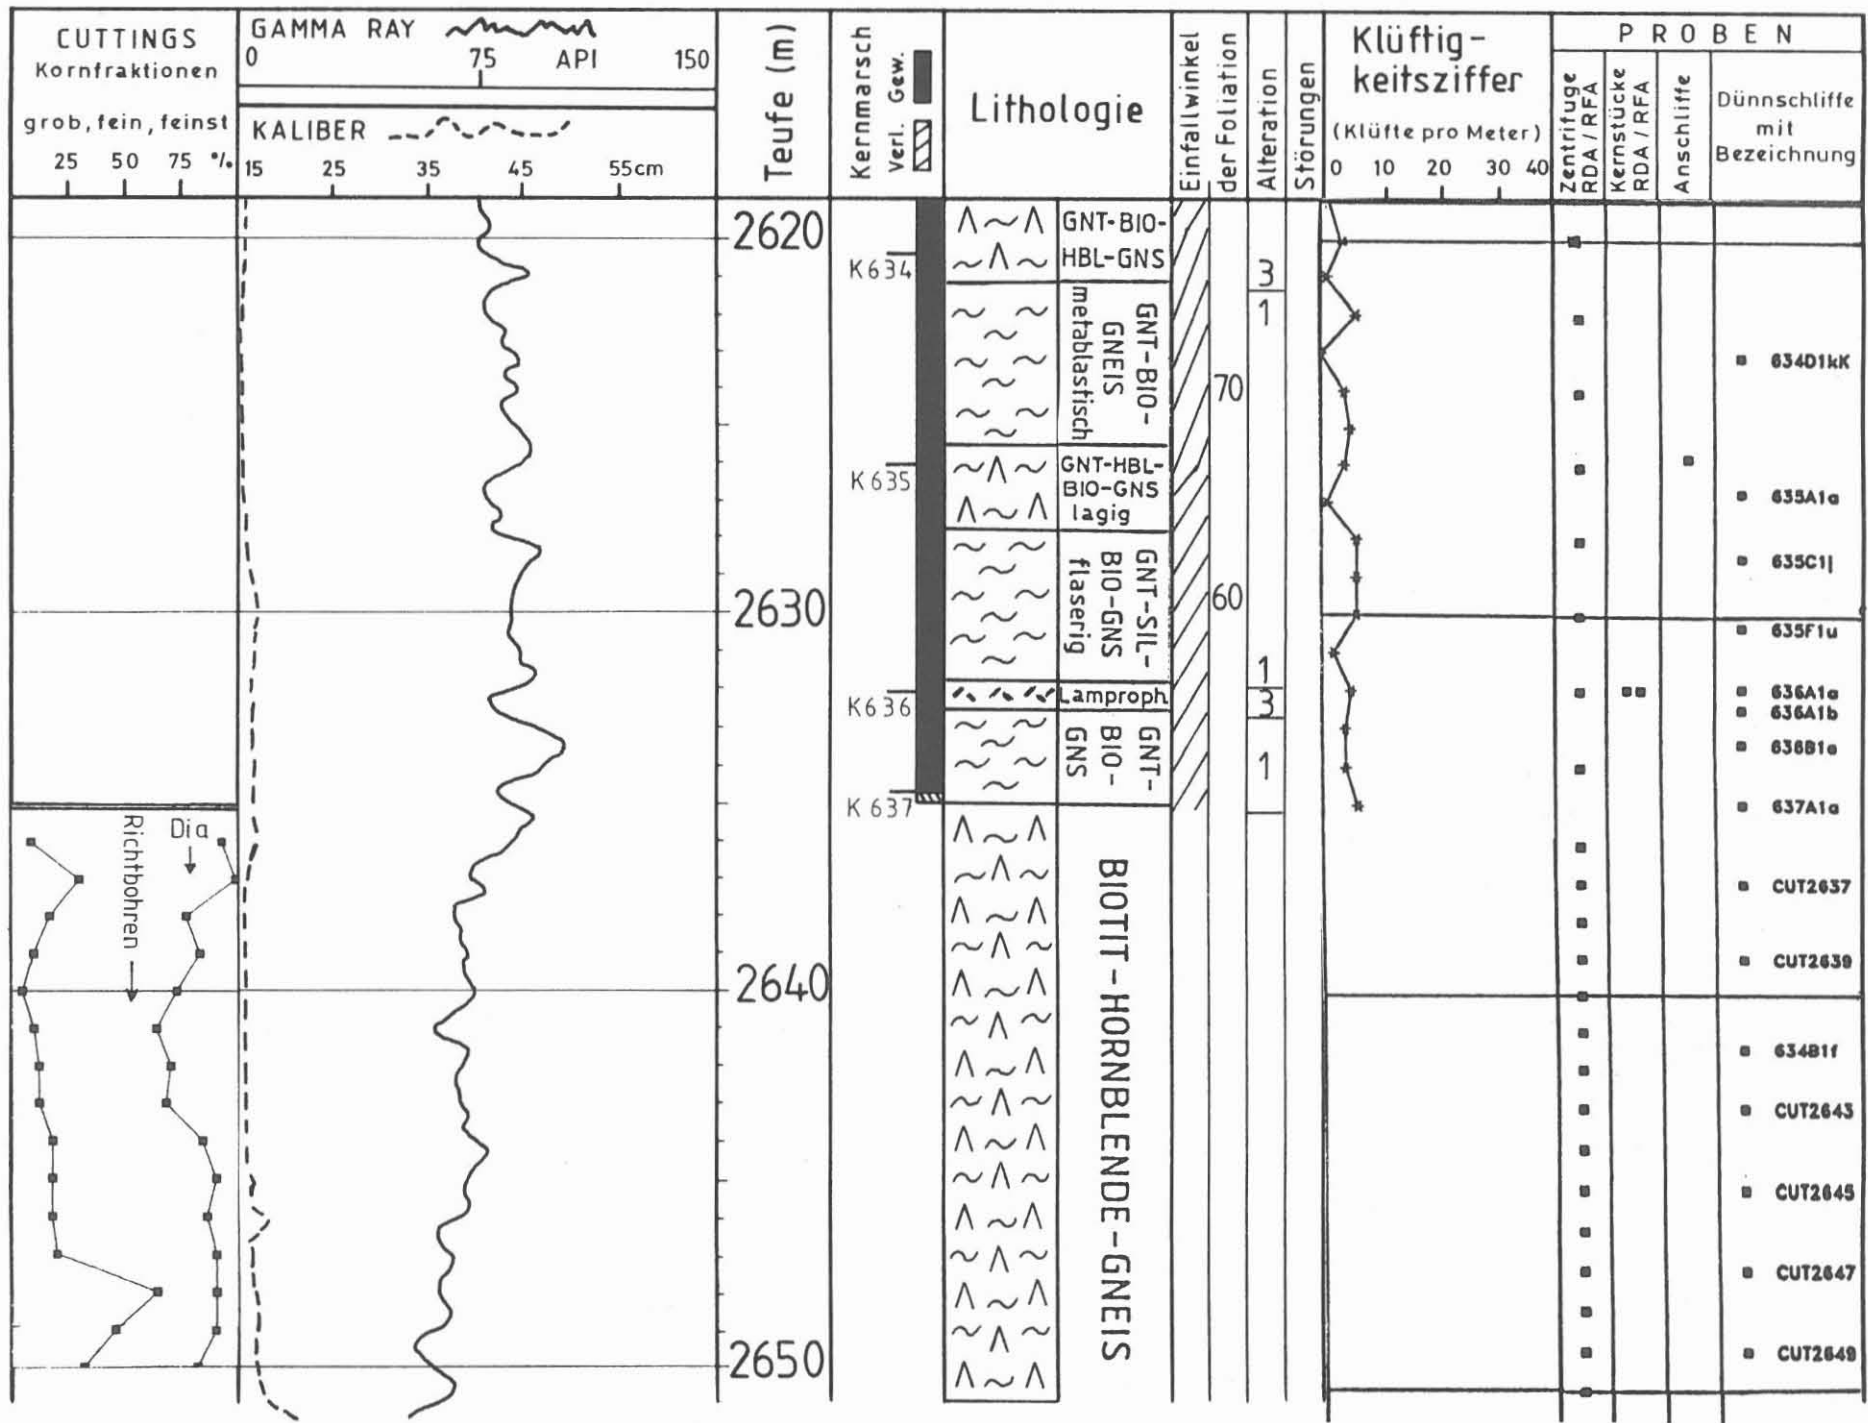 CUTTINGS
Kornfraktionen
grob, fein, feinst
25 50 75 %
GAMMA RAY
0 75 API 150
KALIBER
15 25 35 45 55cm
Teufe (m)
Kernmarsch
Verl. Gew.
Lithologie
Einfallwinkel
der Foliation
Alteration
Störungen
Klüftig-
keitsziffer
(Klüfte pro Meter)
0 10 20 30 40
PROBEN
Zentrifuge
RDA/RFA
Kernstücke
RDA/RFA
Anschliffe
Dünnschliffe
mit
Bezeichnung
2620
2630
2640
2650
K634
K635
K636
K637
GNT-BIO-
HBL-GNS
GNT-BIO-
GNEIS
metablastisch
GNT-HBL-
BIO-GNS
lagig
GNT-SIL-
BIO-GNS
flaserig
Lamproph
GNT-
BIO-
GNS
BIOTIT-HORNBLENDE-GNEIS
70
60
3
1
1
3
1
Richtbohren
Dia
634D1kK
635A1a
635C1j
635F1u
636A1a
636A1b
636B1e
637A1a
CUT2637
CUT2639
634B1f
CUT2643
CUT2645
CUT2647
CUT2649